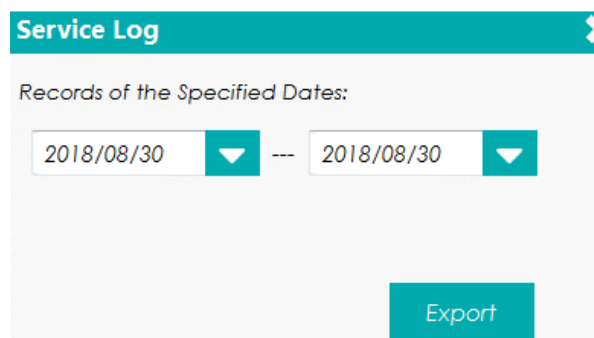 Service Log
Records of the Specified Dates:
2018/08/30 --- 2018/08/30
Export